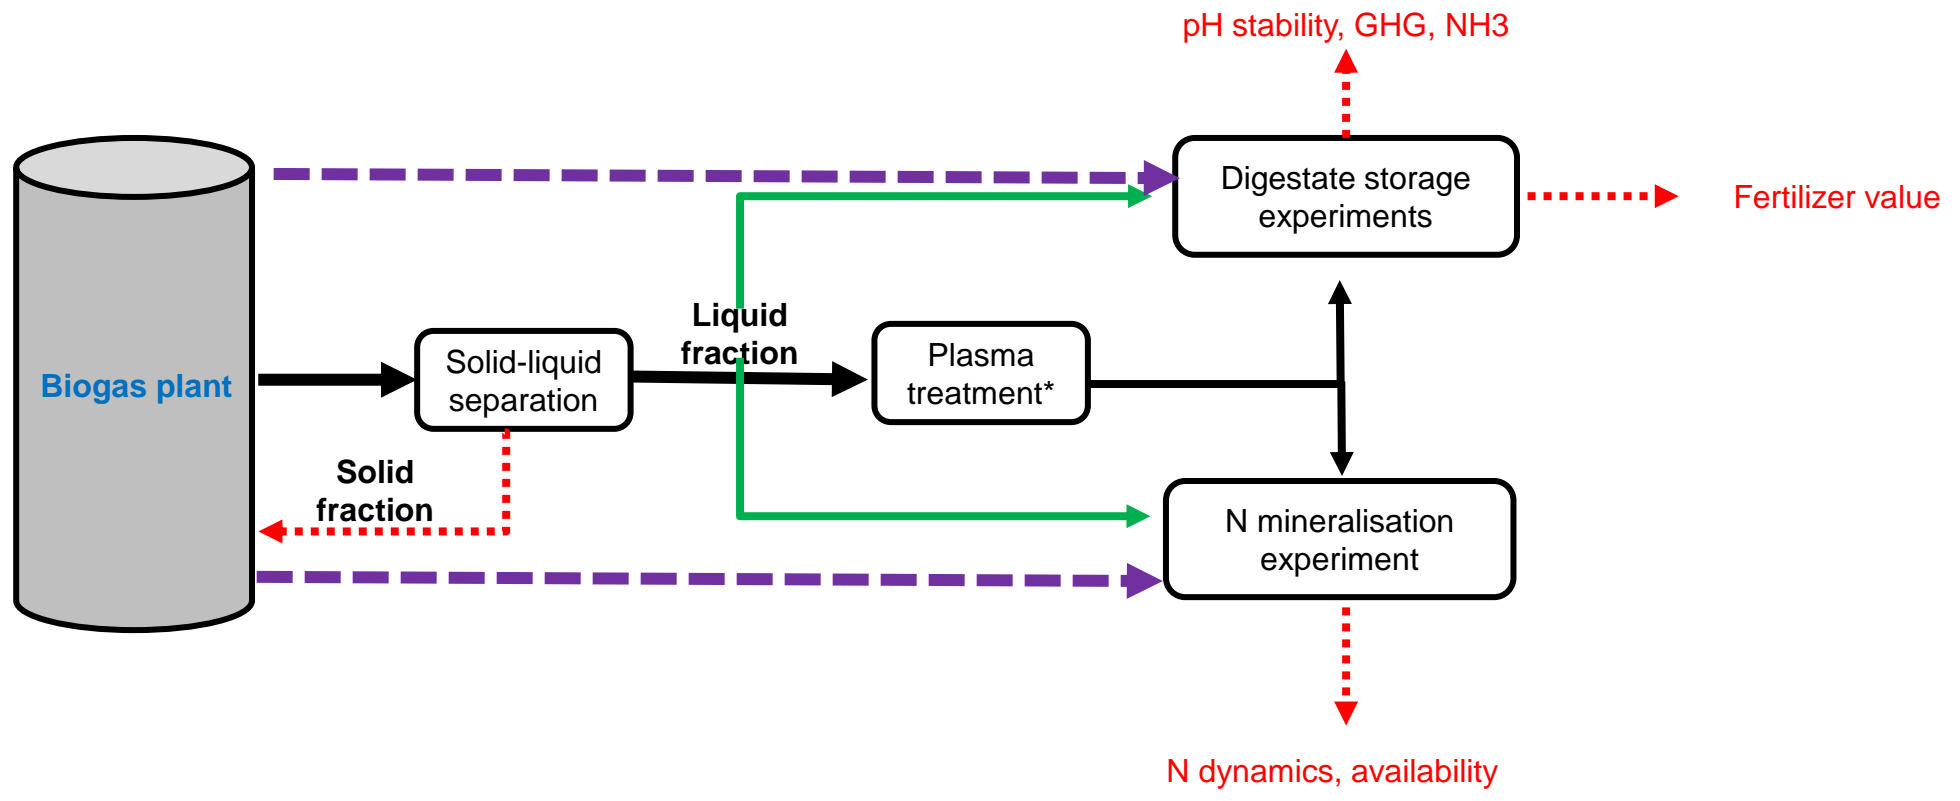 pH stability, GHG, NH3
Digestate storage
experiments
Fertilizer value
Liquid
fraction
Biogas plant
Solid-liquid
separation
Plasma
treatment*
Solid
fraction
N mineralisation
experiment
N dynamics, availability